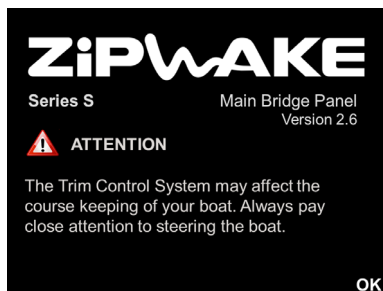 ZiPWAKE
Series S Main Bridge Panel
Version 2.6
ATTENTION
The Trim Control System may affect the
course keeping of your boat. Always pay
close attention to steering the boat.
OK